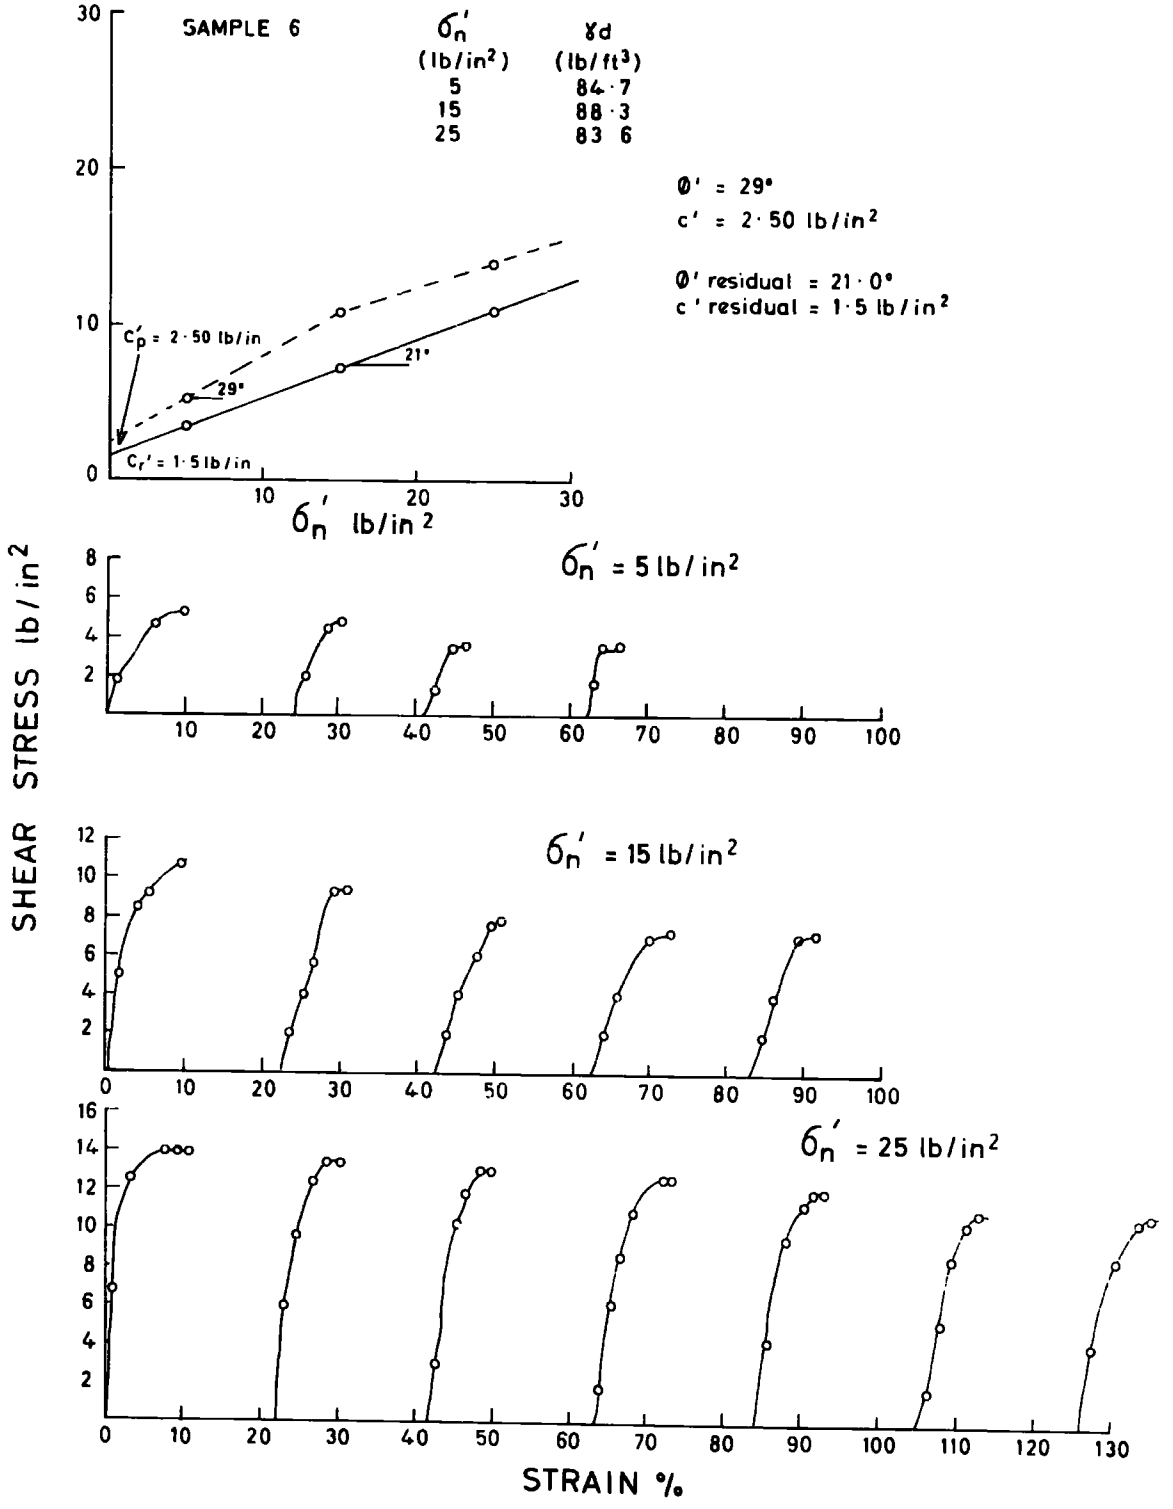 30
SAMPLE 6
σn' γd
(lb/in²) (lb/ft³)
5 84·7
15 88·3
25 83 6
20
Ø' = 29°
c' = 2·50 lb/in²
Ø' residual = 21·0°
c' residual = 1·5 lb/in²
10
C'p = 2·50 lb/in
21°
29°
Cr' = 1·5 lb/in
0
10 20 30
σn' lb/in²
SHEAR STRESS lb/in²
σn' = 5 lb/in²
8
6
4
2
10 20 30 40 50 60 70 80 90 100
σn' = 15 lb/in²
12
10
8
6
4
2
0 10 20 30 40 50 60 70 80 90 100
σn' = 25 lb/in²
16
14
12
10
8
6
4
2
0 10 20 30 40 50 60 70 80 90 100 110 120 130
STRAIN %